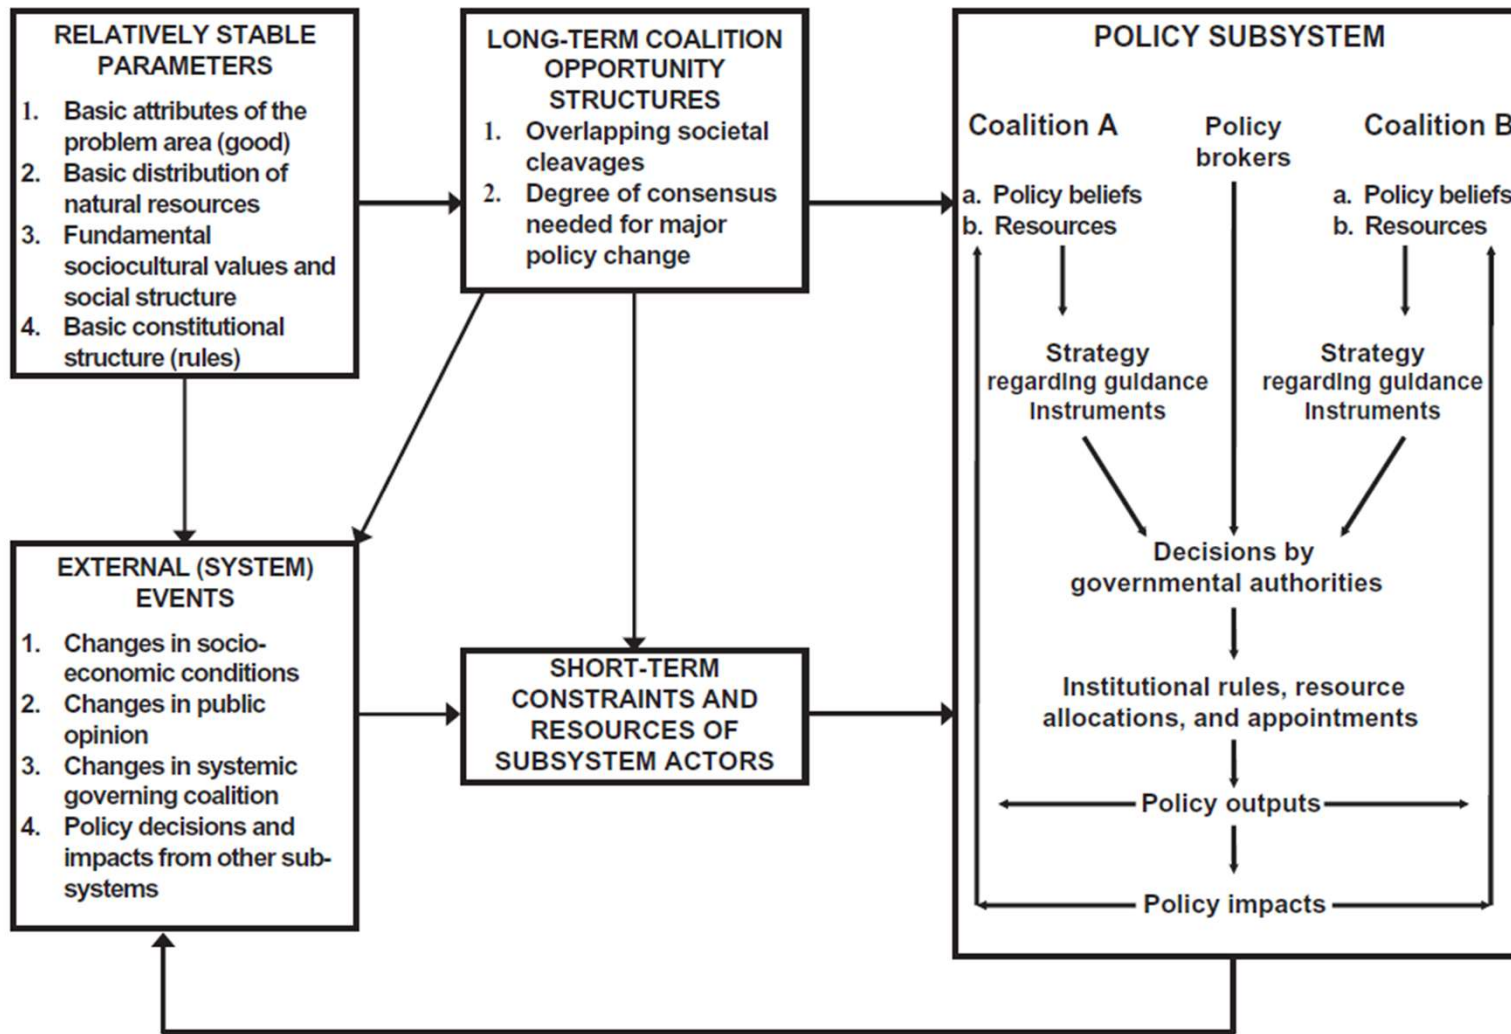 RELATIVELY STABLE
PARAMETERS
1. Basic attributes of the
problem area (good)
2. Basic distribution of
natural resources
3. Fundamental
sociocultural values and
social structure
4. Basic constitutional
structure (rules)
LONG-TERM COALITION
OPPORTUNITY
STRUCTURES
1. Overlapping societal
cleavages
2. Degree of consensus
needed for major
policy change
EXTERNAL (SYSTEM)
EVENTS
1. Changes in socio-
economic conditions
2. Changes in public
opinion
3. Changes in systemic
governing coalition
4. Policy decisions and
impacts from other sub-
systems
SHORT-TERM
CONSTRAINTS AND
RESOURCES OF
SUBSYSTEM ACTORS
POLICY SUBSYSTEM
Coalition A
a. Policy beliefs
b. Resources
Strategy
regarding guidance
Instruments
Policy
brokers
Coalition B
a. Policy beliefs
b. Resources
Strategy
regarding guidance
Instruments
Decisions by
governmental authorities
Institutional rules, resource
allocations, and appointments
Policy outputs
Policy impacts